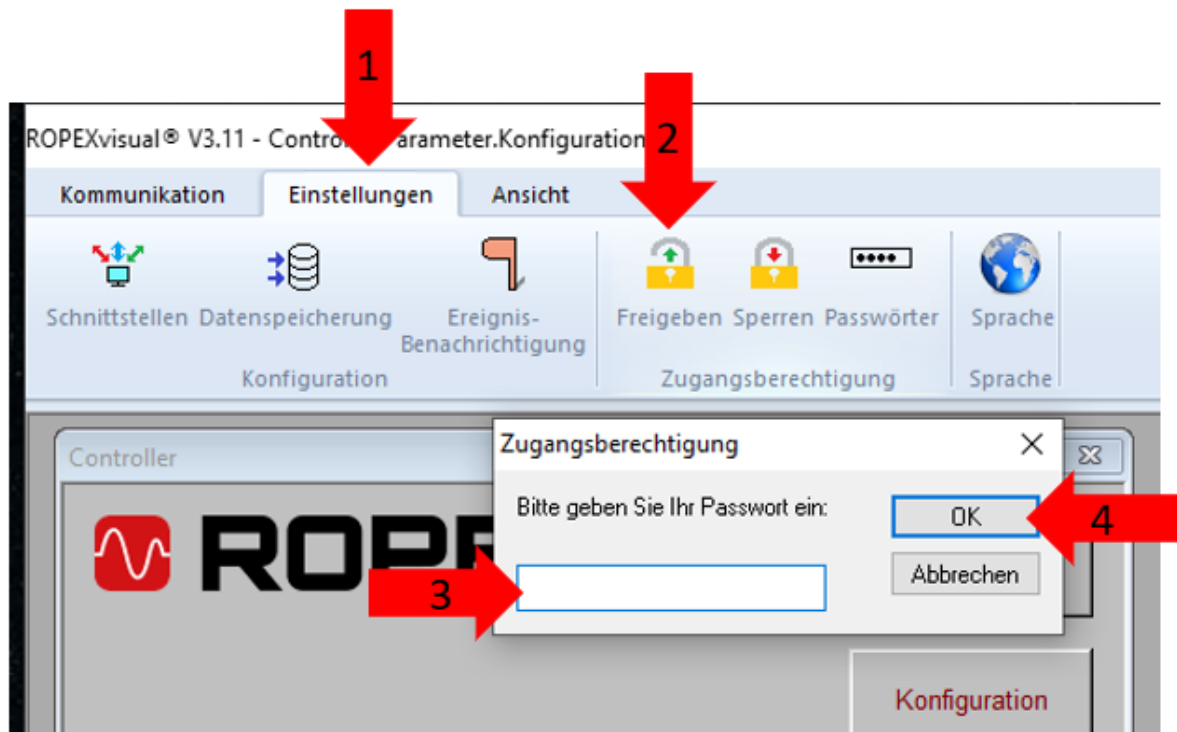 1
2
ROPEXvisual® V3.11 - Contro arameter.Konfiguration
Kommunikation Einstellungen Ansicht
Schnittstellen Datenspeicherung Ereignis-
Benachrichtigung
Freigeben Sperren Passwörter Sprache
Konfiguration Zugangsberechtigung Sprache
Controller
Zugangsberechtigung
Bitte geben Sie Ihr Passwort ein:
OK
4
ROPE
3
Abbrechen
Konfiguration